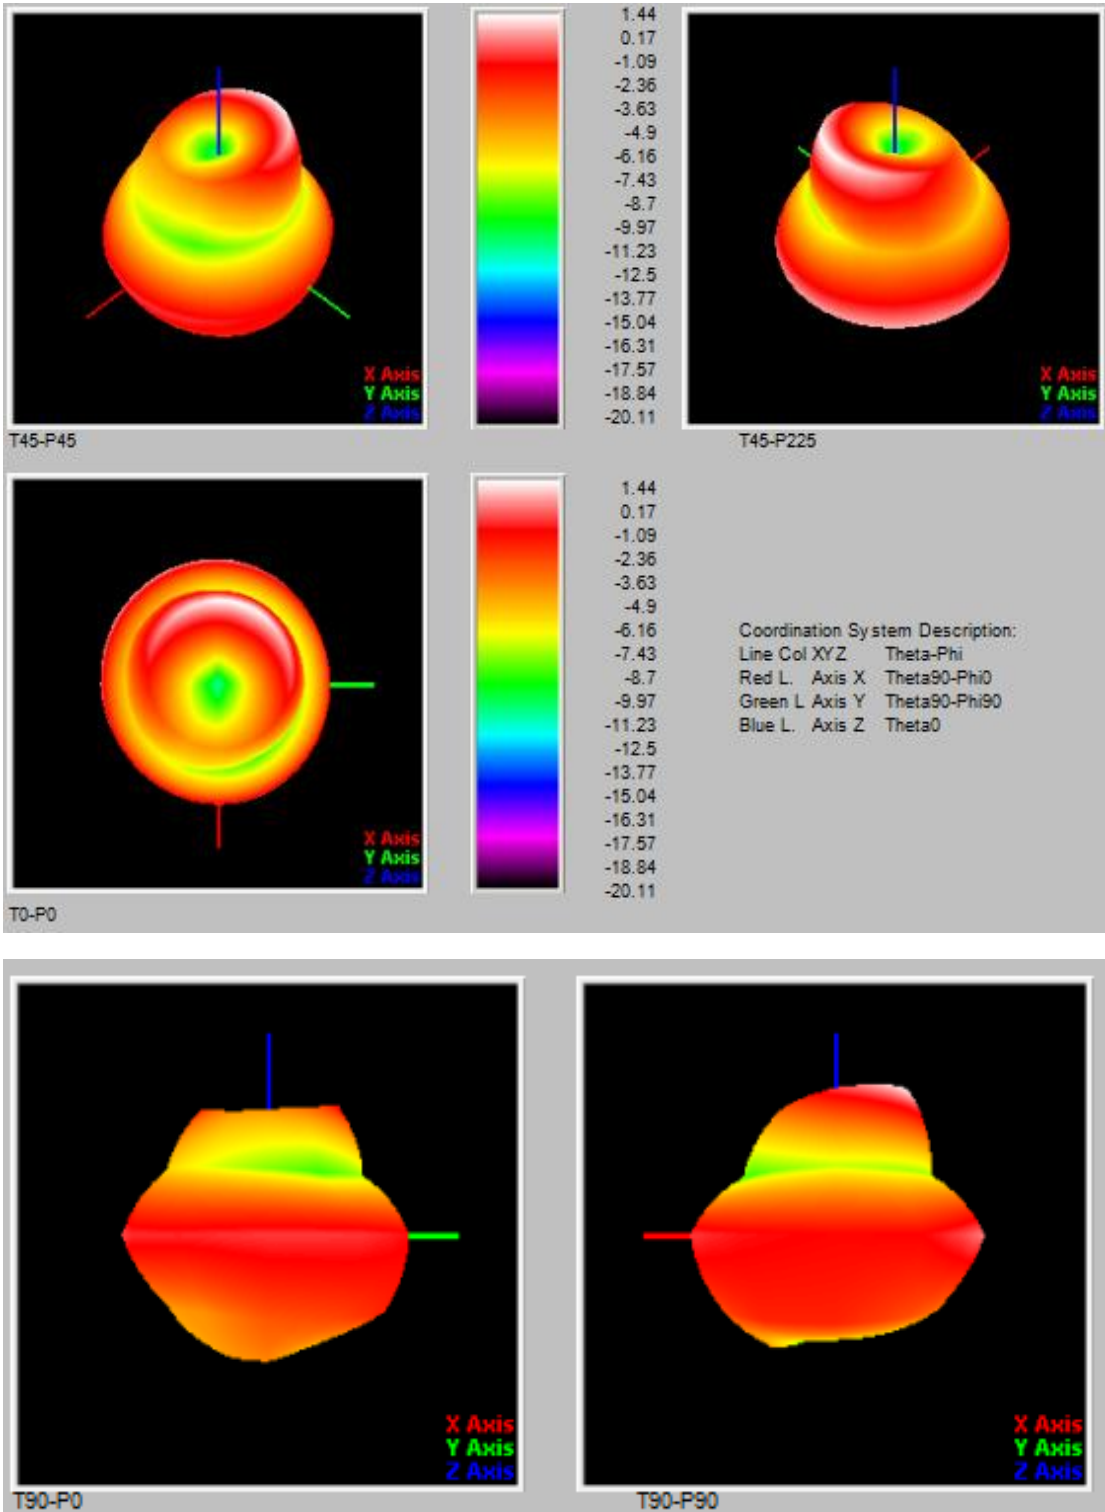 1.44
0.17
-1.09
-2.36
-3.63
-4.9
-6.16
-7.43
-8.7
-9.97
-11.23
-12.5
-13.77
-15.04
-16.31
-17.57
-18.84
-20.11
X Axis
Y Axis
Z Axis
X Axis
Y Axis
Z Axis
T45-P45
T45-P225
1.44
0.17
-1.09
-2.36
-3.63
-4.9
-6.16
-7.43
-8.7
-9.97
-11.23
-12.5
-13.77
-15.04
-16.31
-17.57
-18.84
-20.11
Coordination System Description:
Line Col XYZ Theta-Phi
Red L. Axis X Theta90-Phi0
Green L Axis Y Theta90-Phi90
Blue L. Axis Z Theta0
X Axis
Y Axis
Z Axis
T0-P0
X Axis
Y Axis
Z Axis
X Axis
Y Axis
Z Axis
T90-P0
T90-P90